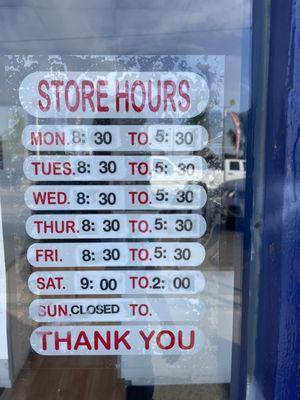 STORE HOURS
MON. 8: 30 TO. 5: 30
TUES. 8: 30 TO. 5: 30
WED. 8: 30 TO. 5: 30
THUR. 8: 30 TO. 5: 30
FRI. 8: 30 TO. 5: 30
SAT. 9: 00 TO. 2: 00
SUN. CLOSED TO.
THANK YOU